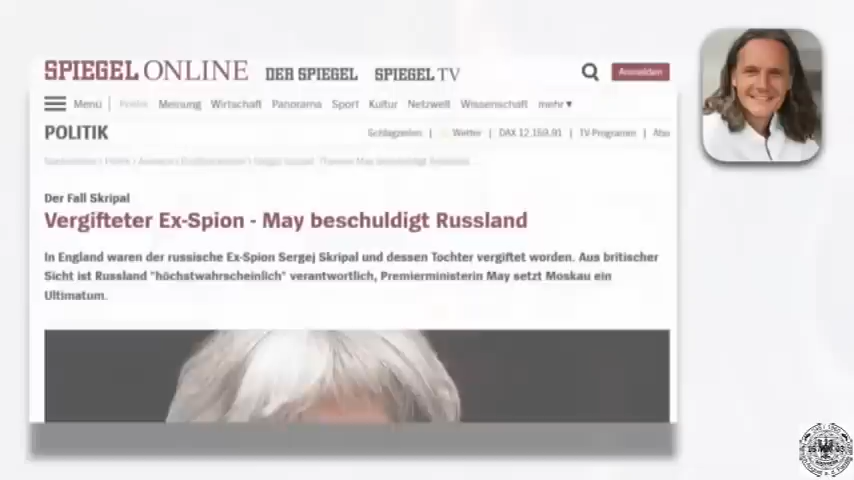 SPIEGEL ONLINE DER SPIEGEL SPIEGEL TV Anmelden
Menü | Politik Meinung Wirtschaft Panorama Sport Kultur Netzwelt Wissenschaft mehr ▾
POLITIK
Schlagzeilen | Wetter | DAX 12.159,91 | TV-Programm | Abo
Der Fall Skripal
Vergifteter Ex-Spion - May beschuldigt Russland
In England waren der russische Ex-Spion Sergej Skripal und dessen Tochter vergiftet worden. Aus britischer
Sicht ist Russland "höchstwahrscheinlich" verantwortlich, Premierministerin May setzt Moskau ein
Ultimatum.